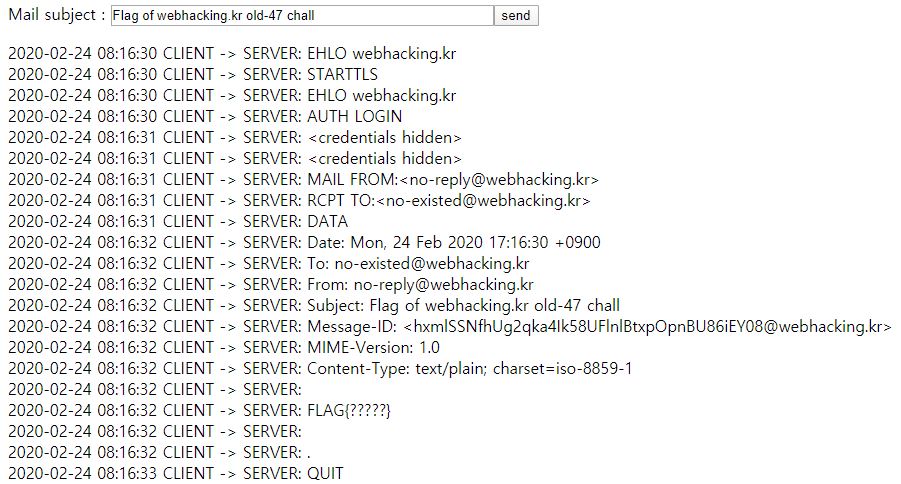 Mail subject : Flag of webhacking.kr old-47 chall send
2020-02-24 08:16:30 CLIENT -> SERVER: EHLO webhacking.kr
2020-02-24 08:16:30 CLIENT -> SERVER: STARTTLS
2020-02-24 08:16:30 CLIENT -> SERVER: EHLO webhacking.kr
2020-02-24 08:16:30 CLIENT -> SERVER: AUTH LOGIN
2020-02-24 08:16:31 CLIENT -> SERVER: <credentials hidden>
2020-02-24 08:16:31 CLIENT -> SERVER: <credentials hidden>
2020-02-24 08:16:31 CLIENT -> SERVER: MAIL FROM:<no-reply@webhacking.kr>
2020-02-24 08:16:31 CLIENT -> SERVER: RCPT TO:<no-existed@webhacking.kr>
2020-02-24 08:16:31 CLIENT -> SERVER: DATA
2020-02-24 08:16:32 CLIENT -> SERVER: Date: Mon, 24 Feb 2020 17:16:30 +0900
2020-02-24 08:16:32 CLIENT -> SERVER: To: no-existed@webhacking.kr
2020-02-24 08:16:32 CLIENT -> SERVER: From: no-reply@webhacking.kr
2020-02-24 08:16:32 CLIENT -> SERVER: Subject: Flag of webhacking.kr old-47 chall
2020-02-24 08:16:32 CLIENT -> SERVER: Message-ID: <hxmlSSNfhUg2qka4Ik58UFlnlBtxpOpnBU86iEY08@webhacking.kr>
2020-02-24 08:16:32 CLIENT -> SERVER: MIME-Version: 1.0
2020-02-24 08:16:32 CLIENT -> SERVER: Content-Type: text/plain; charset=iso-8859-1
2020-02-24 08:16:32 CLIENT -> SERVER:
2020-02-24 08:16:32 CLIENT -> SERVER: FLAG{?????}
2020-02-24 08:16:32 CLIENT -> SERVER:
2020-02-24 08:16:32 CLIENT -> SERVER: .
2020-02-24 08:16:33 CLIENT -> SERVER: QUIT